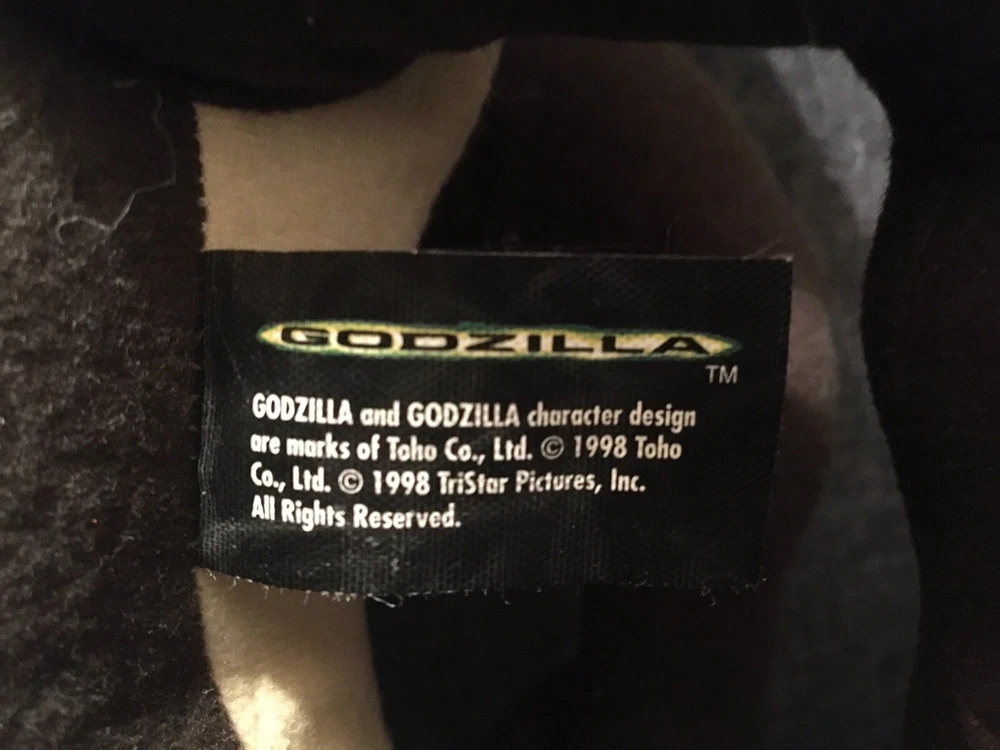 GODZILLA
TM
GODZILLA and GODZILLA character design
are marks of Toho Co., Ltd. © 1998 Toho
Co., Ltd. © 1998 TriStar Pictures, Inc.
All Rights Reserved.